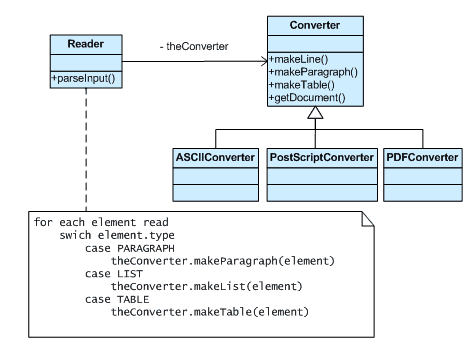 Reader
+parseInput()
- theConverter
Converter
+makeLine()
+makeParagraph()
+makeTable()
+getDocument()
ASCIIConverter
PostScriptConverter
PDFConverter
for each element read
swich element.type
case PARAGRAPH
theConverter.makeParagraph(element)
case LIST
theConverter.makeList(element)
case TABLE
theConverter.makeTable(element)